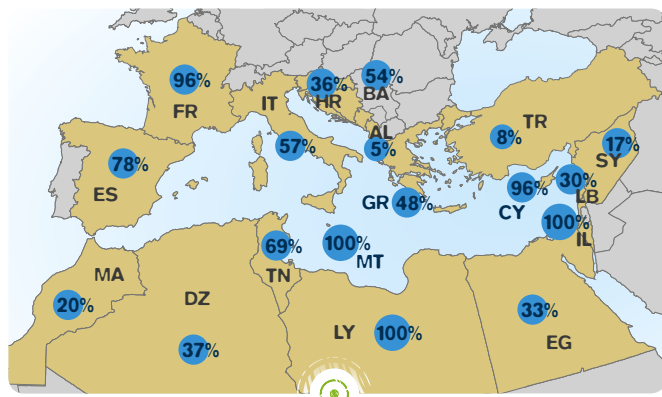 96%
FR
IT
36%
HR
54%
BA
AL
5%
57%
78%
ES
TR
8%
17%
SY
GR
48%
96%
CY
30%
LB
100%
IL
69%
TN
100%
MT
MA
20%
DZ
37%
LY
100%
33%
EG